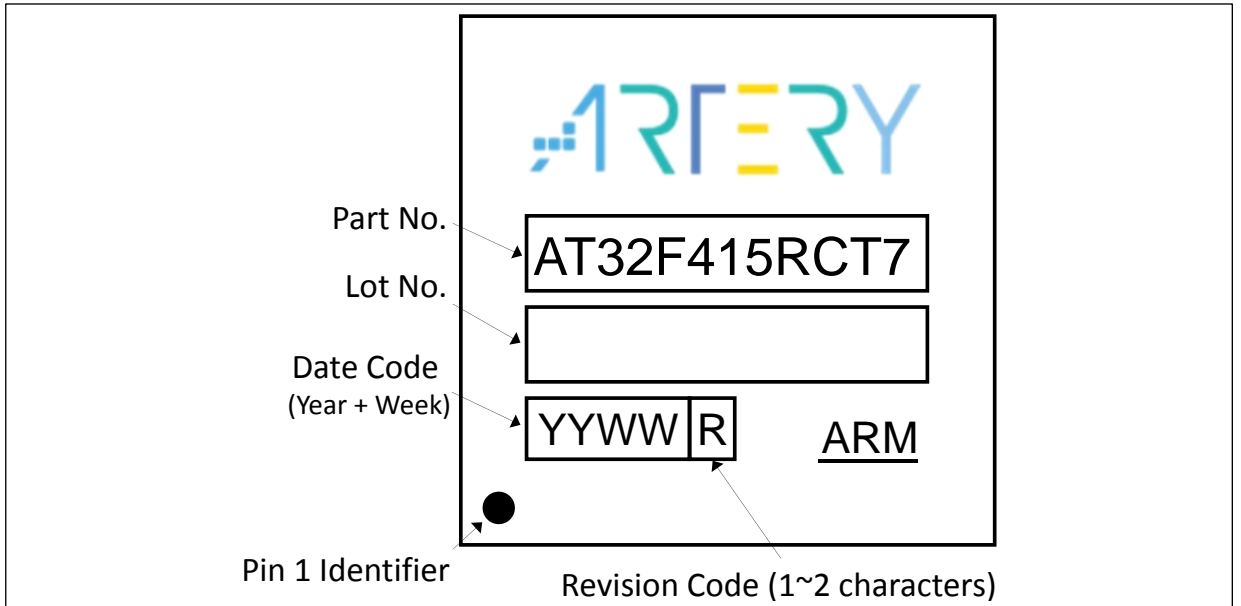 ARTERY
Part No.
AT32F415RCT7
Lot No.
Date Code
(Year + Week)
YYWW R
ARM
Pin 1 Identifier
Revision Code (1~2 characters)